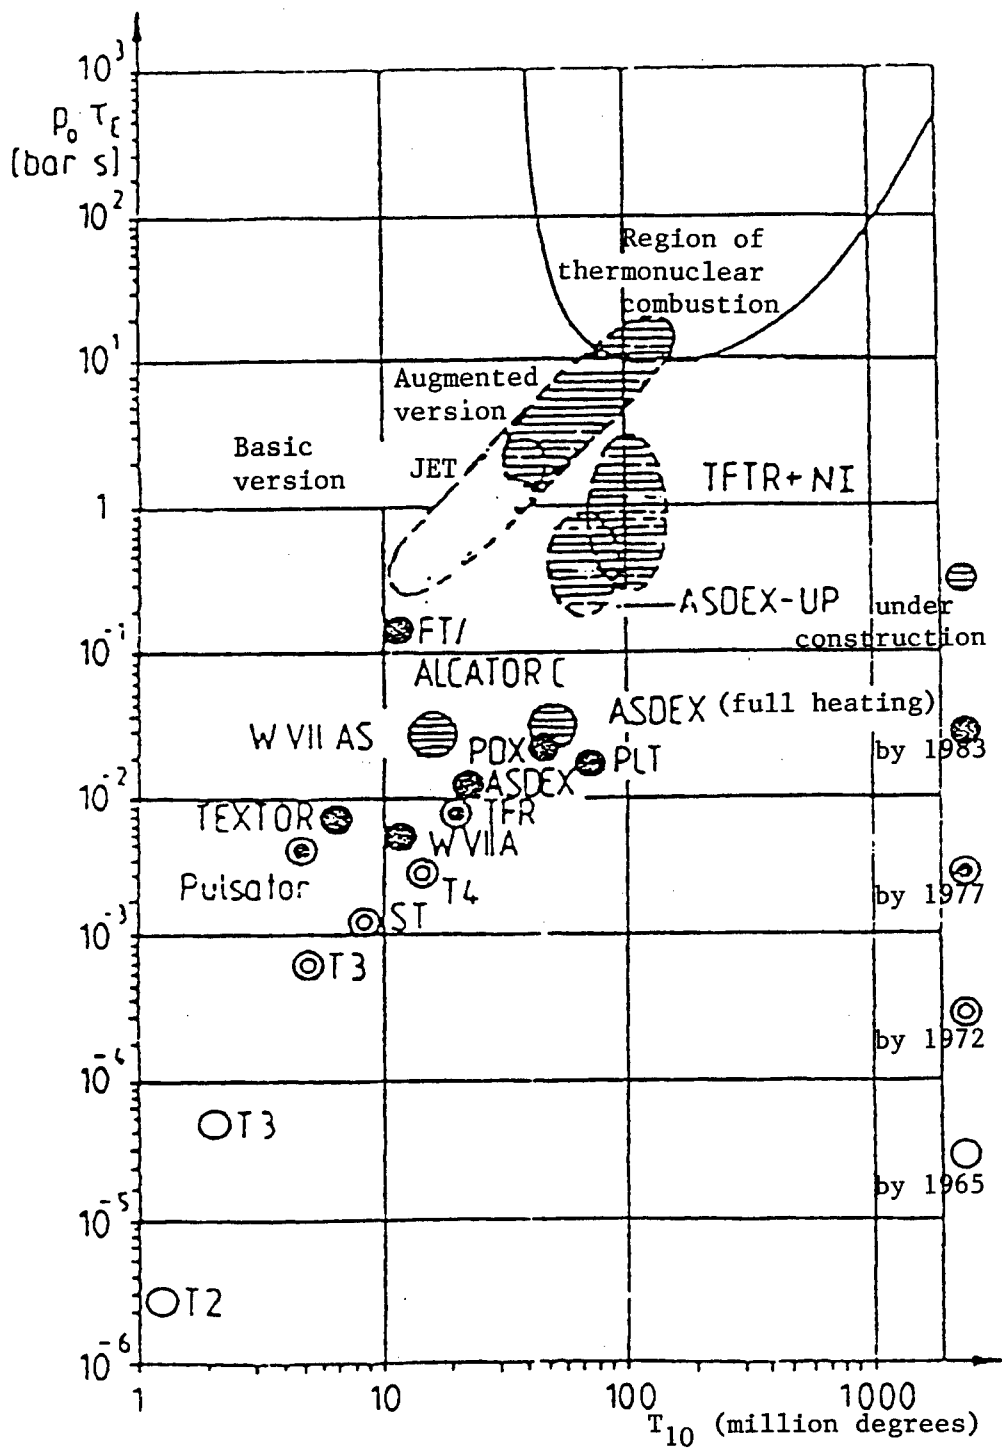 10³
p₀ τ_E
[bar s]
10²
Region of
thermonuclear
combustion
10¹
Augmented
version
Basic
version
JET
TFTR+NI
1
ASDEX-UP
under
construction
FT/
10⁻¹
ALCATOR C
ASDEX (full heating)
W VII AS
PDX
PLT
by 1983
ASDEX
10⁻²
TEXTOR
TFR
W VIIA
Pulsator
T4
by 1977
ST
10⁻³
T3
by 1972
10⁻⁴
T3
by 1965
10⁻⁵
T2
10⁻⁶
1 10 100 1000
T₁₀ (million degrees)